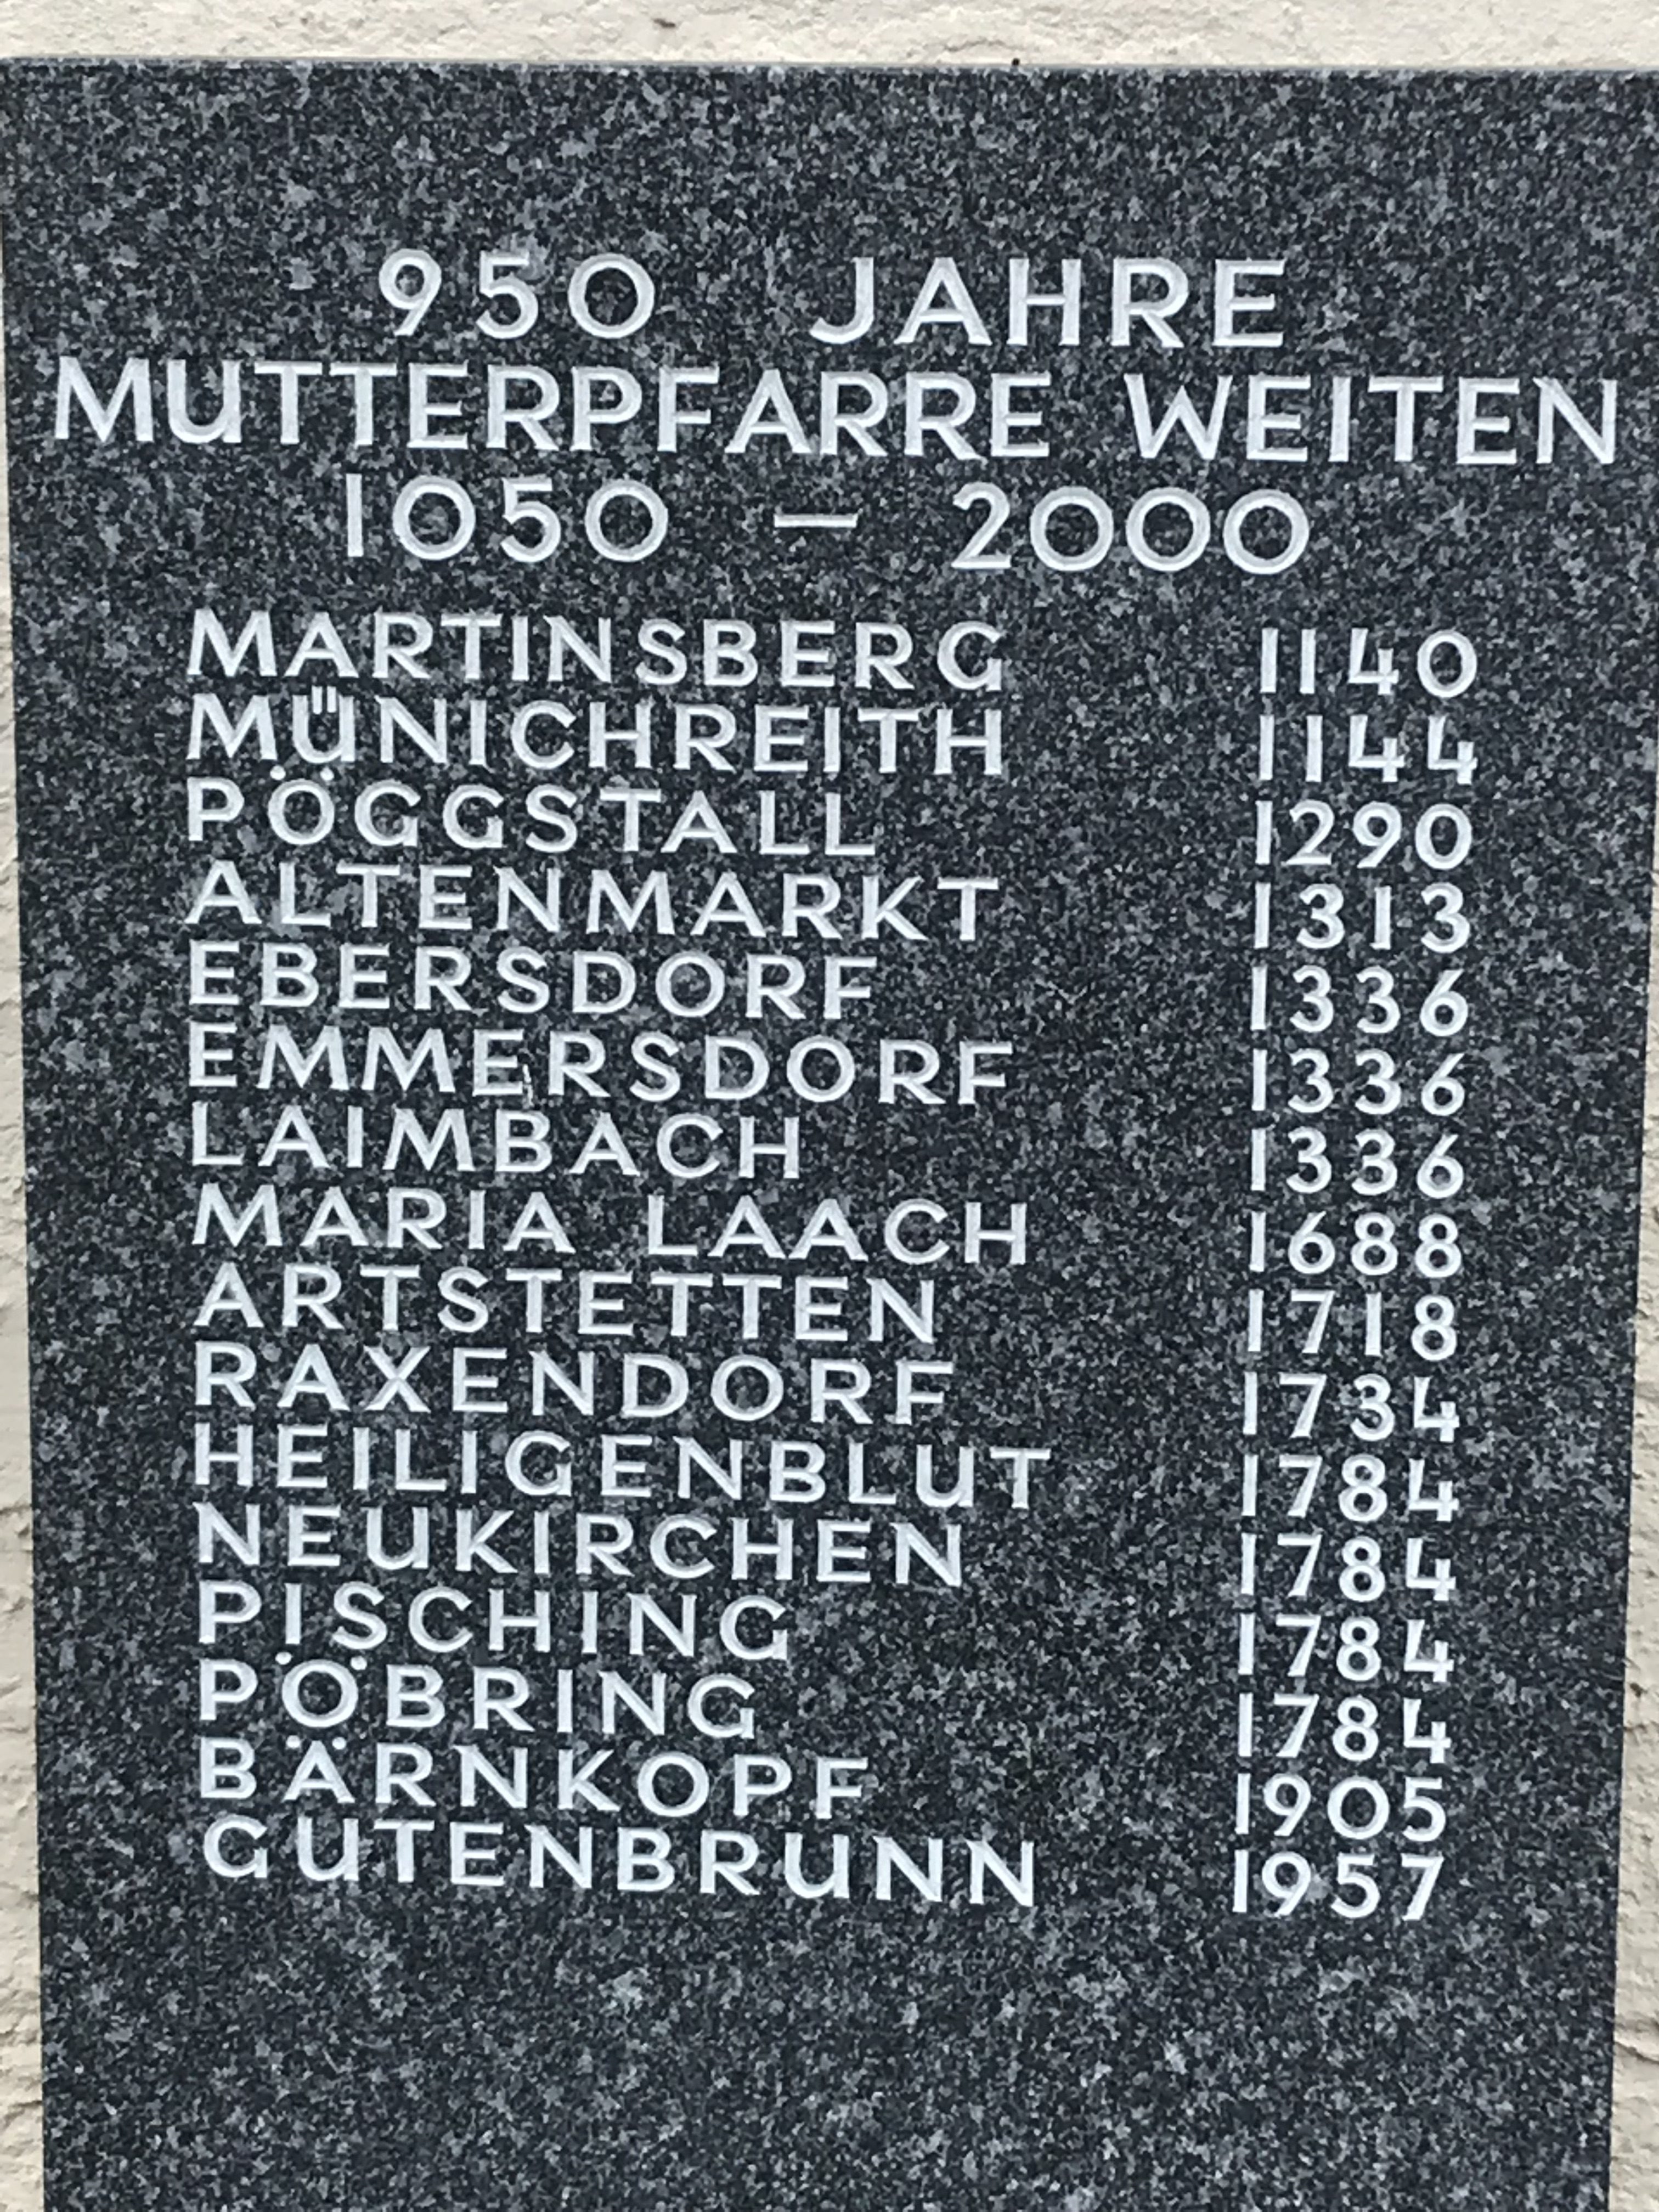 950 JAHRE
MUTTERPFARRE WEITEN
1050 – 2000
MARTINSBERG 1140
MÜNICHREITH 1144
PÖGGSTALL 1290
ALTENMARKT 1313
EBERSDORF 1336
EMMERSDORF 1336
LAIMBACH 1336
MARIA LAACH 1688
ARTSTETTEN 1718
RAXENDORF 1734
HEILIGENBLUT 1784
NEUKIRCHEN 1784
PISCHING 1784
PÖBRING 1784
BÄRNKOPF 1905
GUTENBRUNN 1957